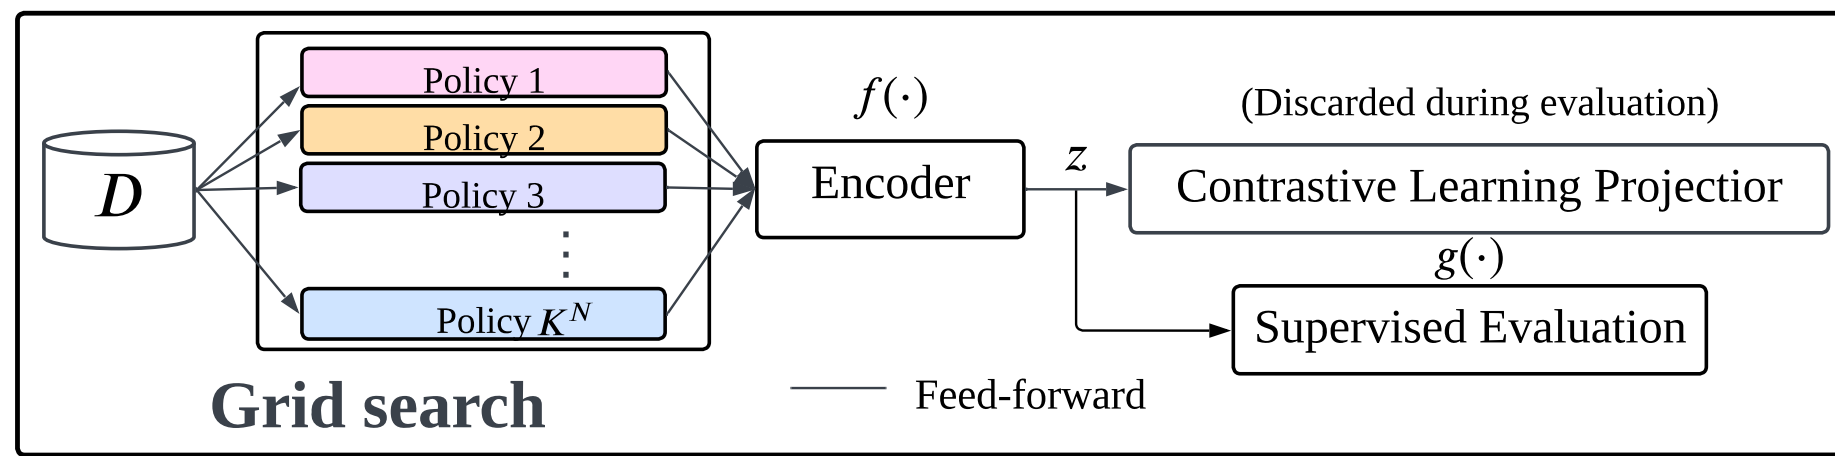 D
Policy 1
Policy 2
Policy 3
⋮
Policy K^N
Grid search
f(·)
Encoder
z
(Discarded during evaluation)
Contrastive Learning Projectior
g(·)
Supervised Evaluation
Feed-forward